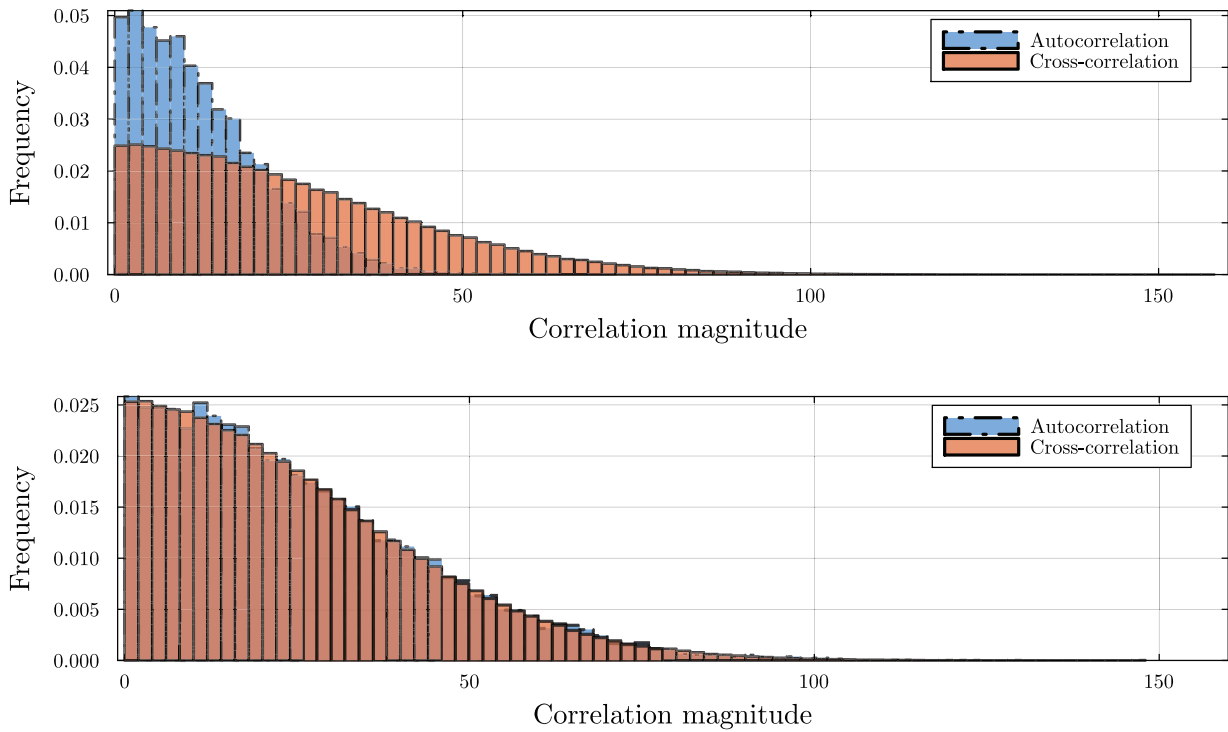 0.05
0.04
0.03
0.02
0.01
0.00
Frequency
Autocorrelation
Cross-correlation
0
50
100
150
Correlation magnitude
0.025
0.020
0.015
0.010
0.005
0.000
Frequency
Autocorrelation
Cross-correlation
0
50
100
150
Correlation magnitude